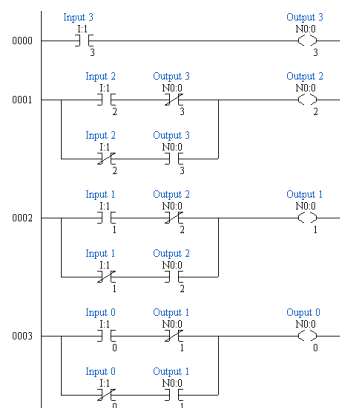 Input 3 Output 3
I:1 N0:0
0000
3 3
Input 2 Output 3 Output 2
I:1 N0:0 N0:0
0001
2 3 2
Input 2 Output 3
I:1 N0:0
2 3
Input 1 Output 2 Output 1
I:1 N0:0 N0:0
0002
1 2 1
Input 1 Output 2
I:1 N0:0
1 2
Input 0 Output 1 Ouput 0
I:1 N0:0 N0:0
0003
0 1 0
Input 0 Output 1
I:1 N0:0
0 1